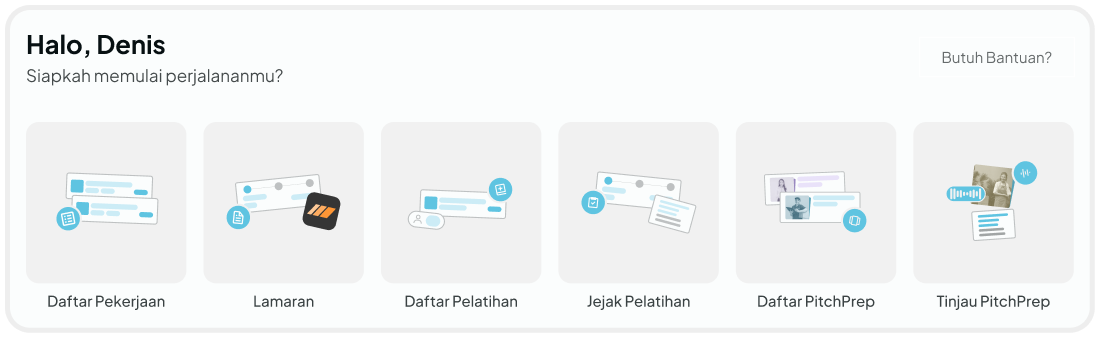 Halo, Denis
Siapkah memulai perjalananmu?
Butuh Bantuan?
Daftar Pekerjaan
Lamaran
Daftar Pelatihan
Jejak Pelatihan
Daftar PitchPrep
Tinjau PitchPrep